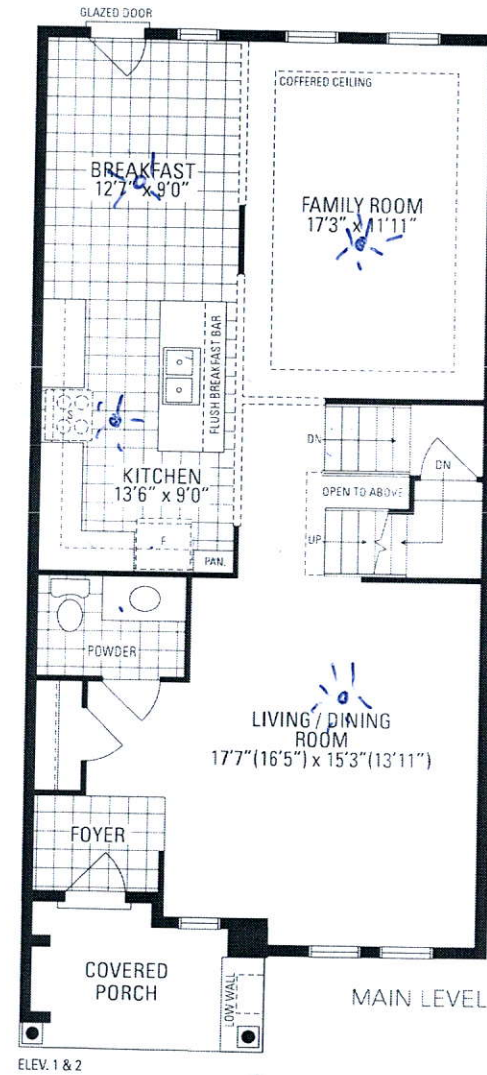 GLAZED DOOR
COFFERED CEILING
BREAKFAST
12'7" x 9'0"
FAMILY ROOM
17'3" x 11'11"
FLUSH BREAKFAST BAR
S
KITCHEN
13'6" x 9'0"
F
PAN.
DN
DN
OPEN TO ABOVE
UP
POWDER
LIVING / DINING
ROOM
17'7"(16'5") x 15'3"(13'11")
FOYER
COVERED
PORCH
LOW WALL
MAIN LEVEL
ELEV. 1 & 2